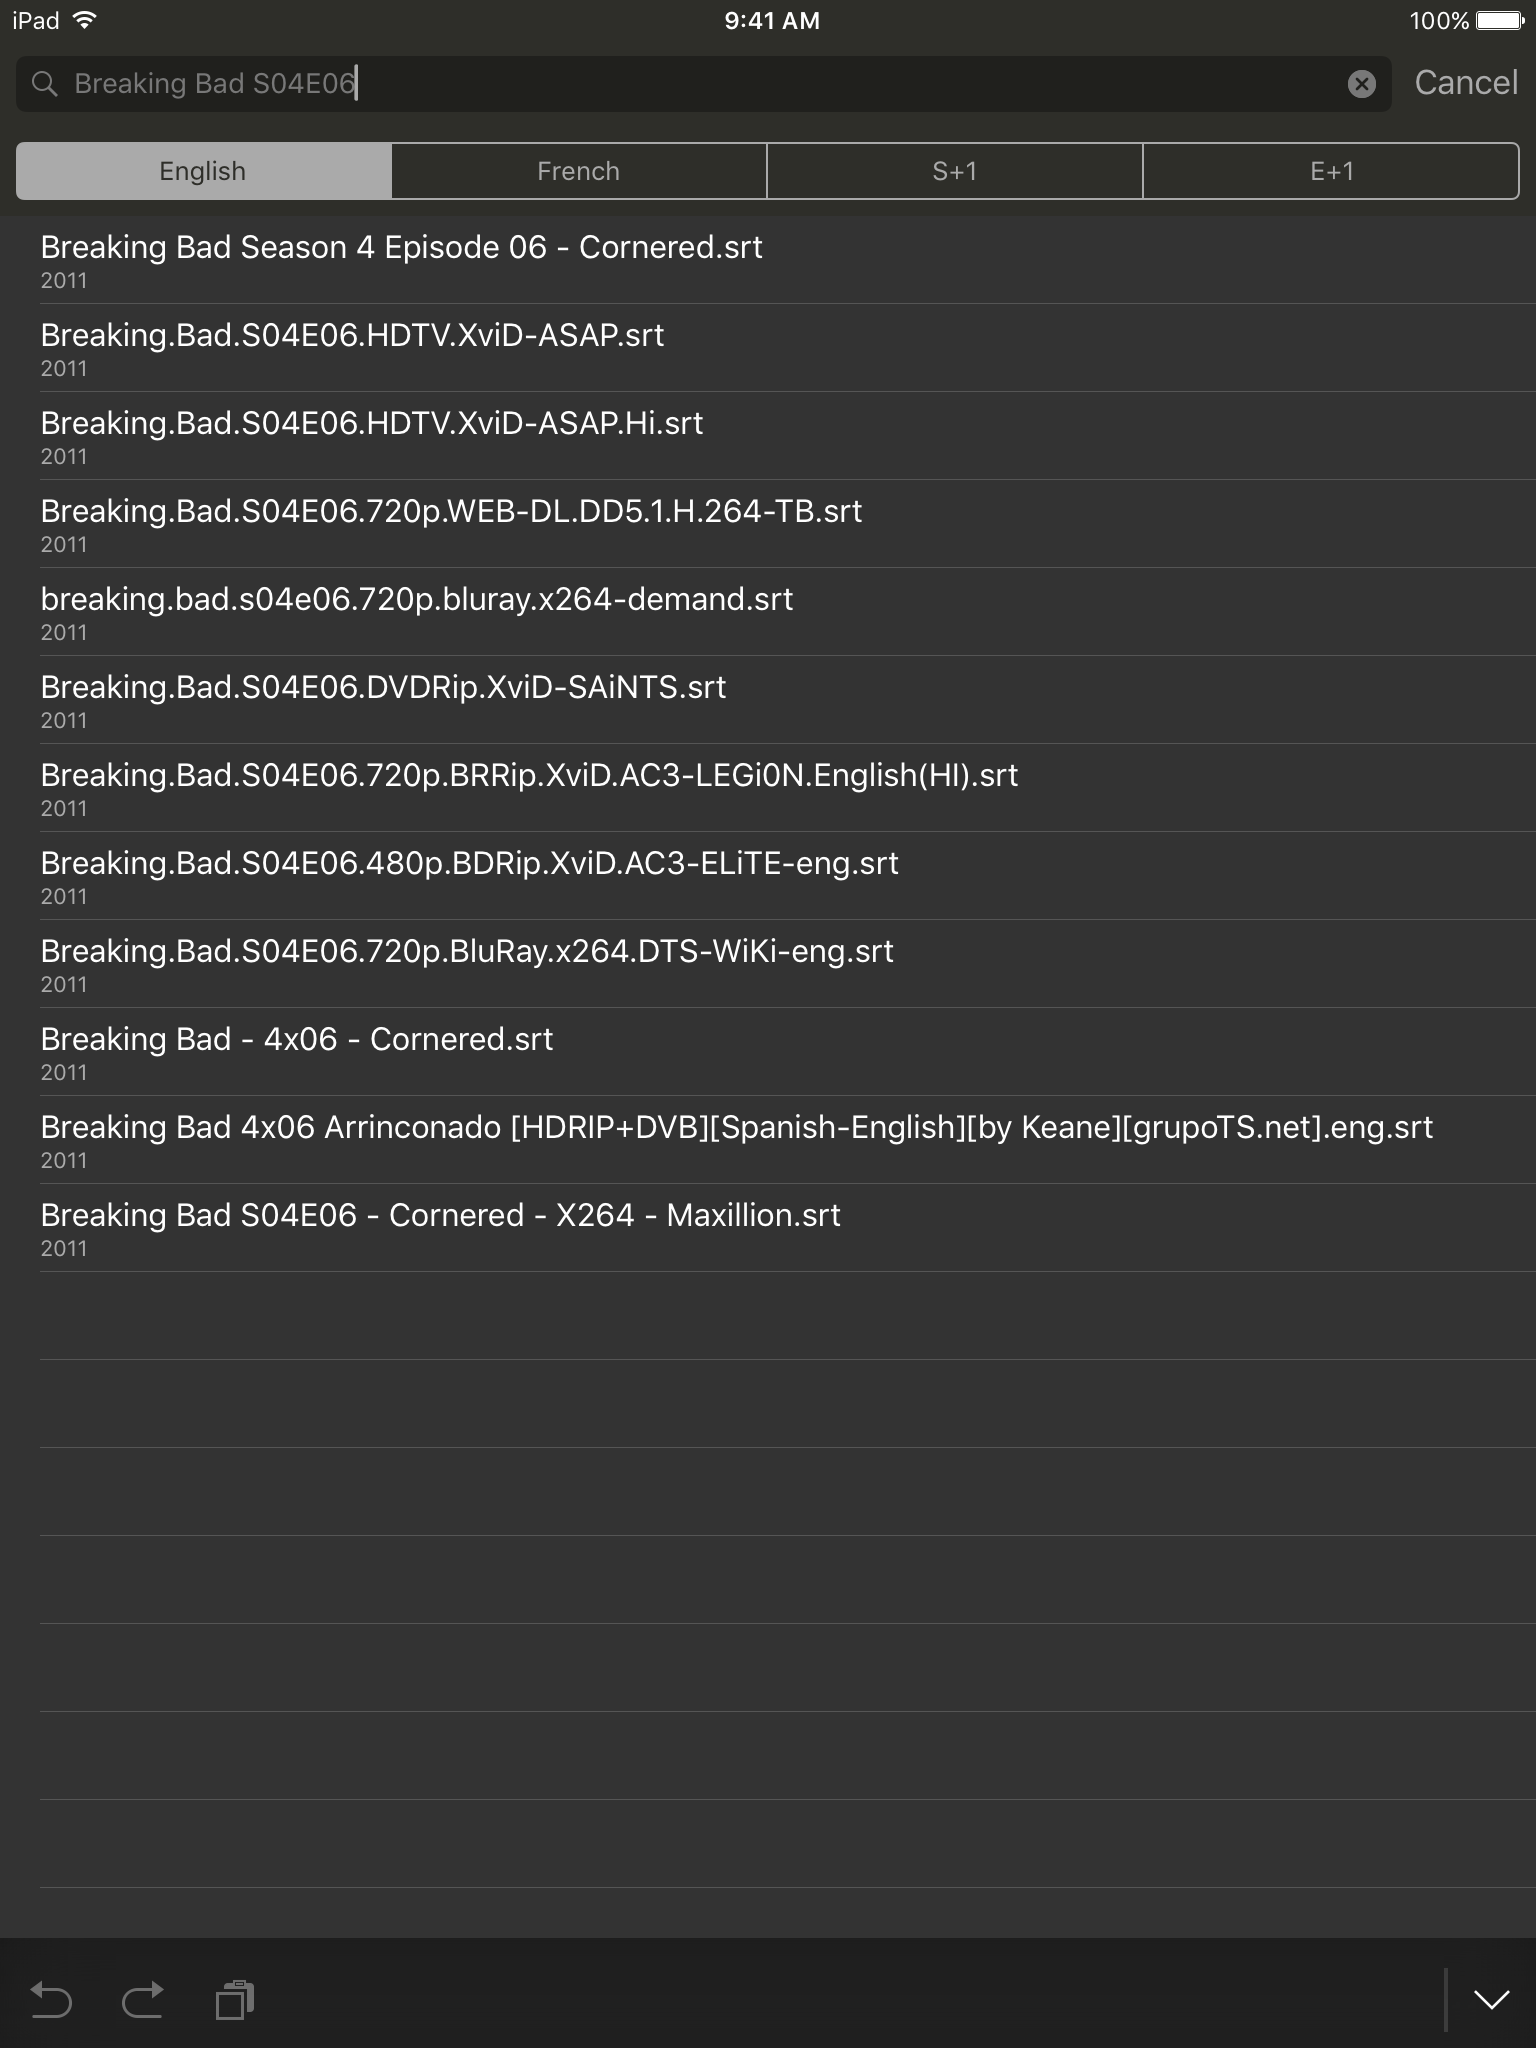 iPad 9:41 AM 100%
Breaking Bad S04E06 Cancel
English French S+1 E+1
Breaking Bad Season 4 Episode 06 - Cornered.srt
2011
Breaking.Bad.S04E06.HDTV.XviD-ASAP.srt
2011
Breaking.Bad.S04E06.HDTV.XviD-ASAP.Hi.srt
2011
Breaking.Bad.S04E06.720p.WEB-DL.DD5.1.H.264-TB.srt
2011
breaking.bad.s04e06.720p.bluray.x264-demand.srt
2011
Breaking.Bad.S04E06.DVDRip.XviD-SAiNTS.srt
2011
Breaking.Bad.S04E06.720p.BRRip.XviD.AC3-LEGi0N.English(HI).srt
2011
Breaking.Bad.S04E06.480p.BDRip.XviD.AC3-ELiTE-eng.srt
2011
Breaking.Bad.S04E06.720p.BluRay.x264.DTS-WiKi-eng.srt
2011
Breaking Bad - 4x06 - Cornered.srt
2011
Breaking Bad 4x06 Arrinconado [HDRIP+DVB][Spanish-English][by Keane][grupoTS.net].eng.srt
2011
Breaking Bad S04E06 - Cornered - X264 - Maxillion.srt
2011